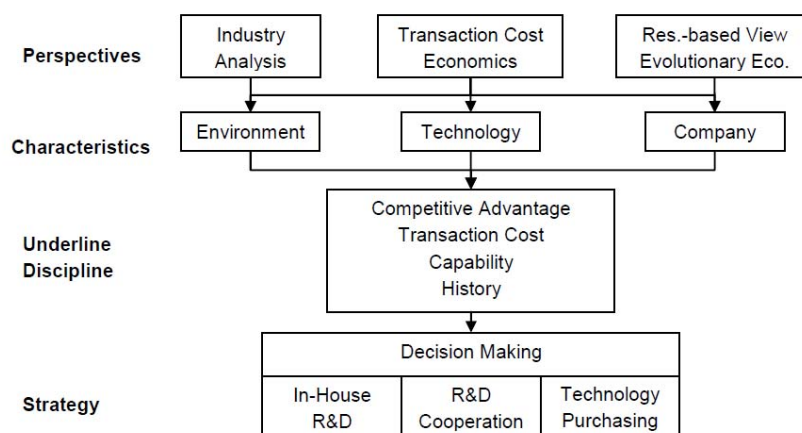 Perspectives
Industry
Analysis
Transaction Cost
Economics
Res.-based View
Evolutionary Eco.
Characteristics
Environment
Technology
Company
Underline
Discipline
Competitive Advantage
Transaction Cost
Capability
History
Decision Making
Strategy
In-House
R&D
R&D
Cooperation
Technology
Purchasing